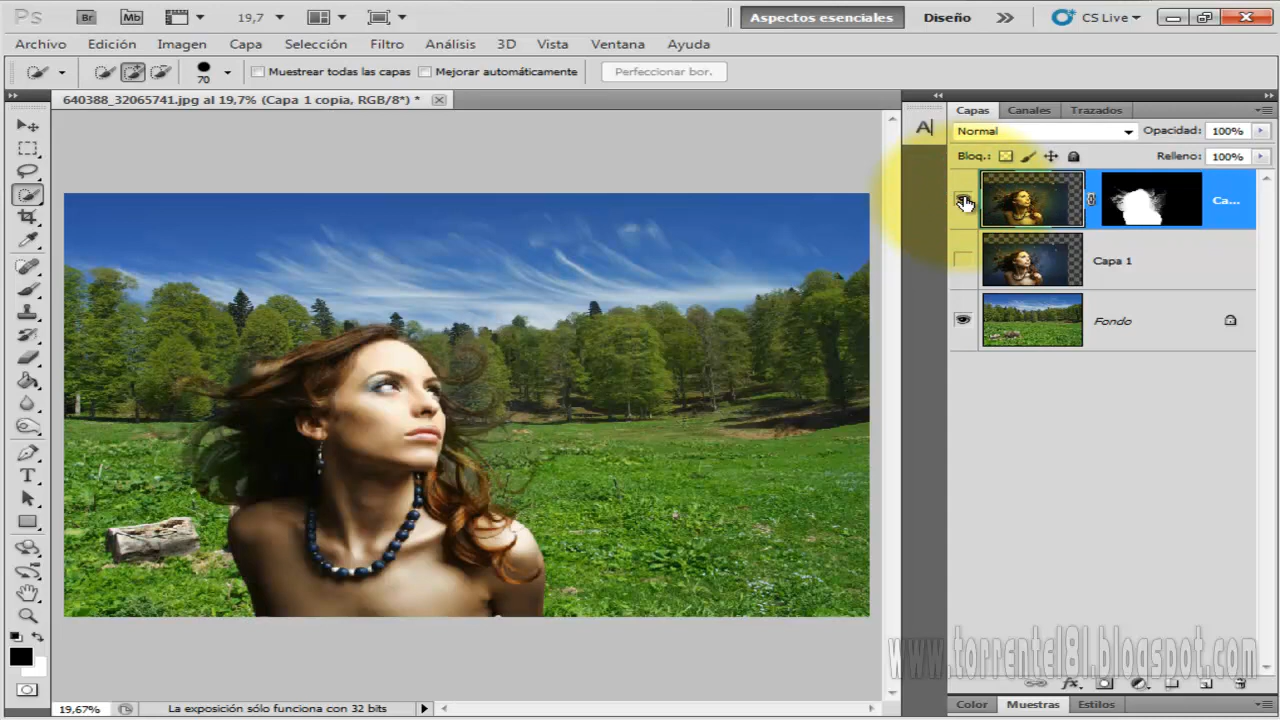 Ps Br Mb 19,7 Aspectos esenciales Diseño CS Live
Archivo Edición Imagen Capa Selección Filtro Análisis 3D Vista Ventana Ayuda
70 Muestrear todas las capas Mejorar automáticamente Perfeccionar bor.
640388_32065741.jpg al 19,7% (Capa 1 copia, RGB/8*) *
Capas Canales Trazados
A
Normal Opacidad: 100%
Bloq.: Relleno: 100%
Ca...
Capa 1
Fondo
T
www.torrente181.blogspot.com
19,67% La exposición sólo funciona con 32 bits
fx
Color Muestras Estilos